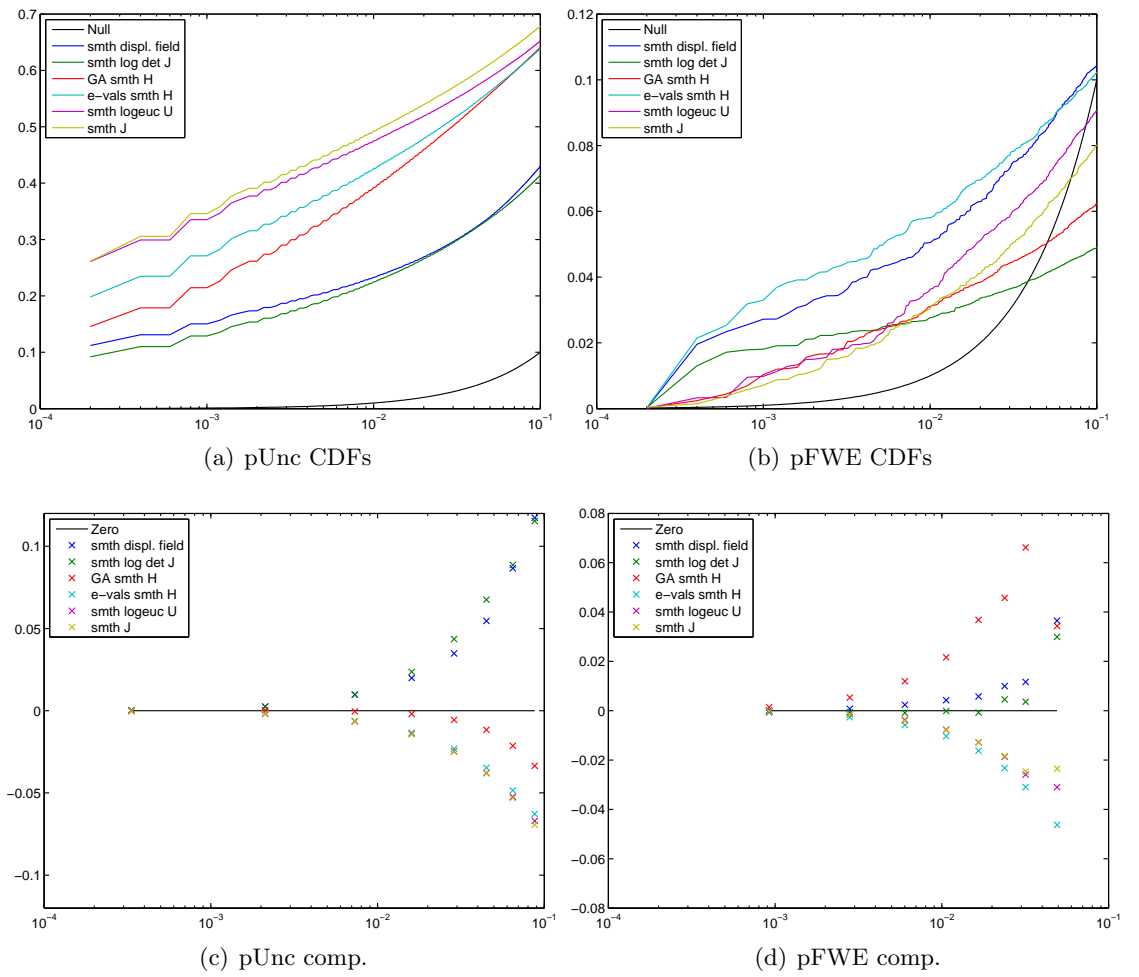 0.7
0.6
0.5
0.4
0.3
0.2
0.1
0
Null
smth displ. field
smth log det J
GA smth H
e−vals smth H
smth logeuc U
smth J
10−4
10−3
10−2
10−1
(a) pUnc CDFs
0.12
0.1
0.08
0.06
0.04
0.02
0
Null
smth displ. field
smth log det J
GA smth H
e−vals smth H
smth logeuc U
smth J
10−4
10−3
10−2
10−1
(b) pFWE CDFs
0.1
0.05
0
−0.05
−0.1
Zero
smth displ. field
smth log det J
GA smth H
e−vals smth H
smth logeuc U
smth J
10−4
10−3
10−2
10−1
(c) pUnc comp.
0.08
0.06
0.04
0.02
0
−0.02
−0.04
−0.06
−0.08
Zero
smth displ. field
smth log det J
GA smth H
e−vals smth H
smth logeuc U
smth J
10−4
10−3
10−2
10−1
(d) pFWE comp.